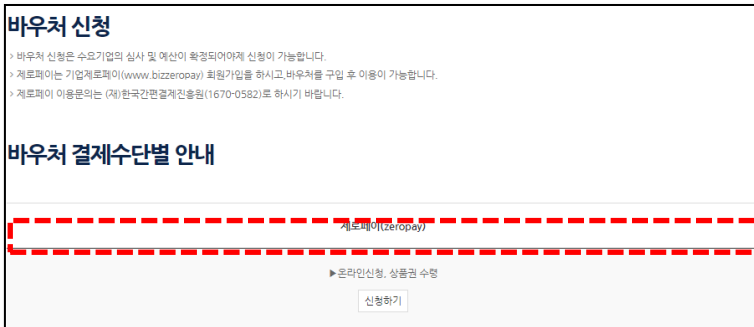 바우처 신청
> 바우처 신청은 수요기업의 심사 및 예산이 확정되어야제 신청이 가능합니다.
> 제로페이는 기업제로페이(www.bizzeropay) 회원가입을 하시고,바우처를 구입 후 이용이 가능합니다.
> 제로페이 이용문의는 (재)한국간편결제진흥원(1670-0582)로 하시기 바랍니다.
바우처 결제수단별 안내
제로페이(zeropay)
▶온라인신청, 상품권 수령
신청하기